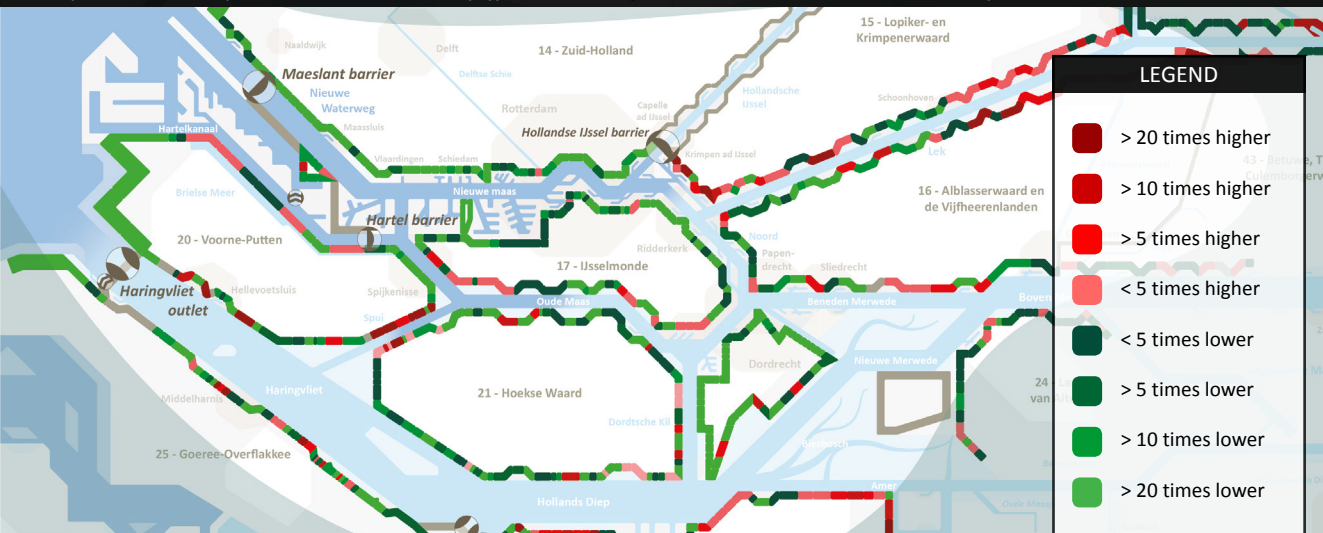 15 - Lopiker- en
Krimpenerwaard
Naaldwijk
Delft
14 - Zuid-Holland
Maeslant barrier
Delftse Schie
Nieuwe
Waterweg
Hollandsche
IJssel
Rotterdam
Capelle
ad IJssel
Schoonhoven
Maassluis
Hartelkanaal
Hollandse IJssel barrier
Vlaardingen
Schiedam
Krimpen ad IJssel
Lek
Brielse Meer
Nieuwe maas
16 - Alblasserwaard en
de Vijfheerenlanden
Hartel barrier
20 - Voorne-Putten
Ridderkerk
Noord
Papen-
drecht
Sliedrecht
17 - IJsselmonde
Haringvliet
outlet
Hellevoetsluis
Spijkenisse
Oude Maas
Beneden Merwede
Boven
Spui
Haringvliet
Dordrecht
Nieuwe Merwede
21 - Hoekse Waard
24 -
van
Middelharnis
Dordtsche Kil
Biesbosch
25 - Goeree-Overflakkee
Hollands Diep
Amer
LEGEND
> 20 times higher
> 10 times higher
> 5 times higher
< 5 times higher
< 5 times lower
> 5 times lower
> 10 times lower
> 20 times lower
43 - Betuwe, T